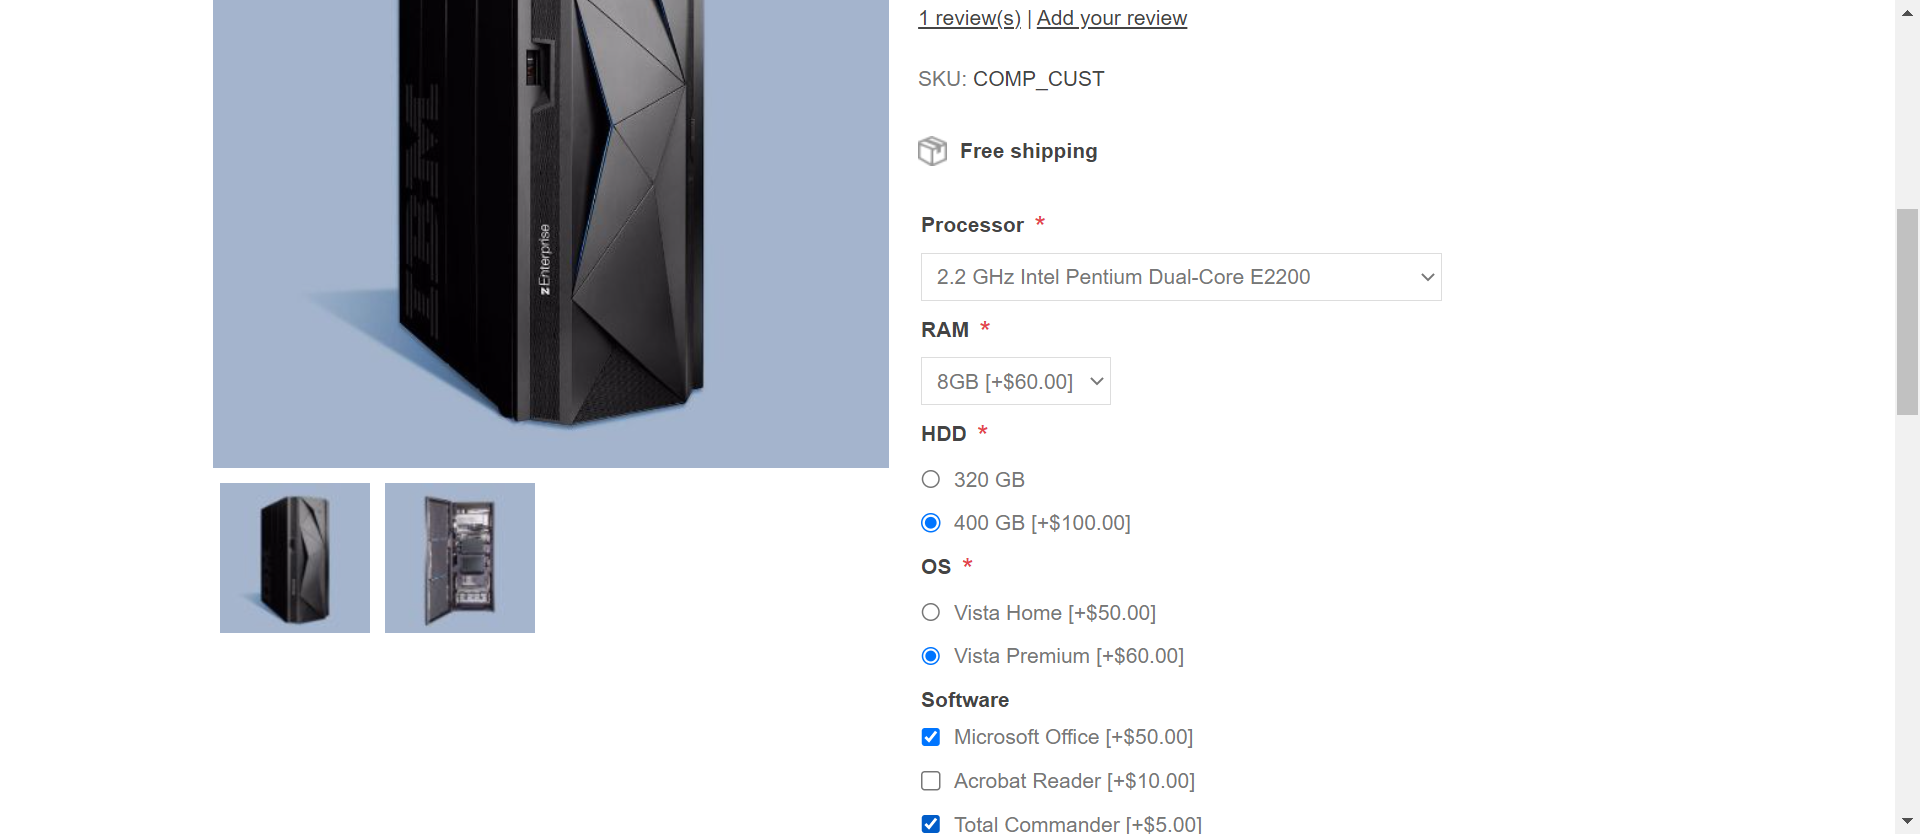 1 review(s) | Add your review
SKU: COMP_CUST
Free shipping
Processor *
2.2 GHz Intel Pentium Dual-Core E2200
RAM *
8GB [+$60.00]
HDD *
320 GB
400 GB [+$100.00]
OS *
Vista Home [+$50.00]
Vista Premium [+$60.00]
Software
Microsoft Office [+$50.00]
Acrobat Reader [+$10.00]
Total Commander [+$5.00]
IBM
zEnterprise